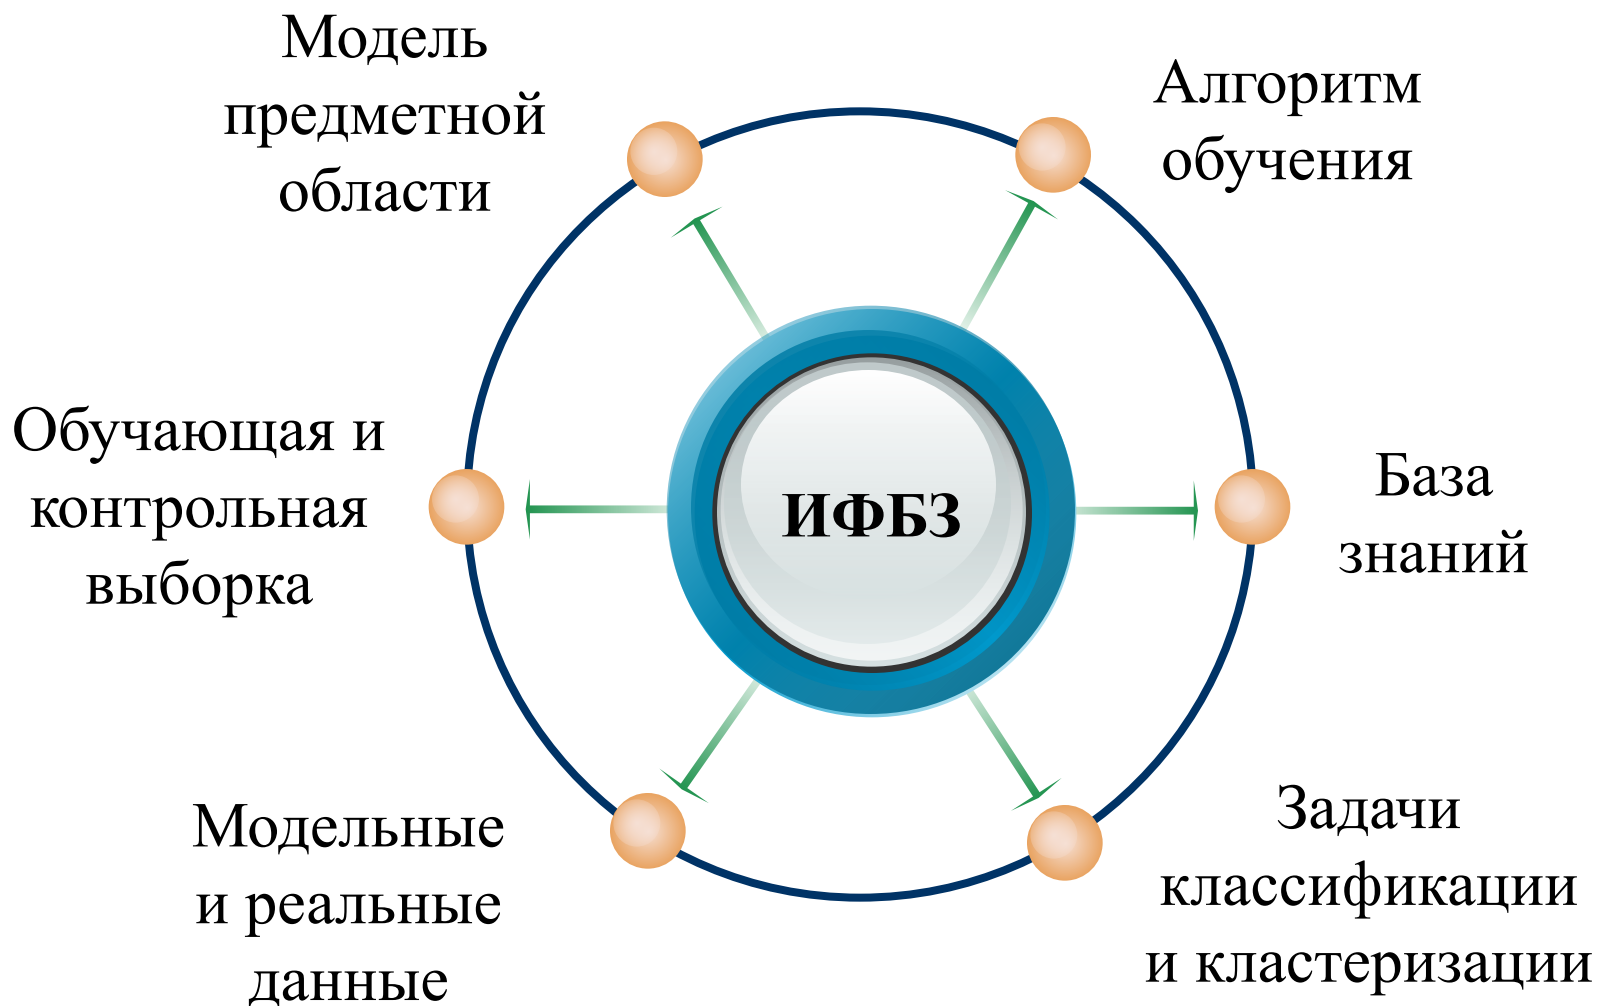 Модель
предметной
области
Алгоритм
обучения
Обучающая и
контрольная
выборка
ИФБЗ
База
знаний
Модельные
и реальные
данные
Задачи
классификации
и кластеризации